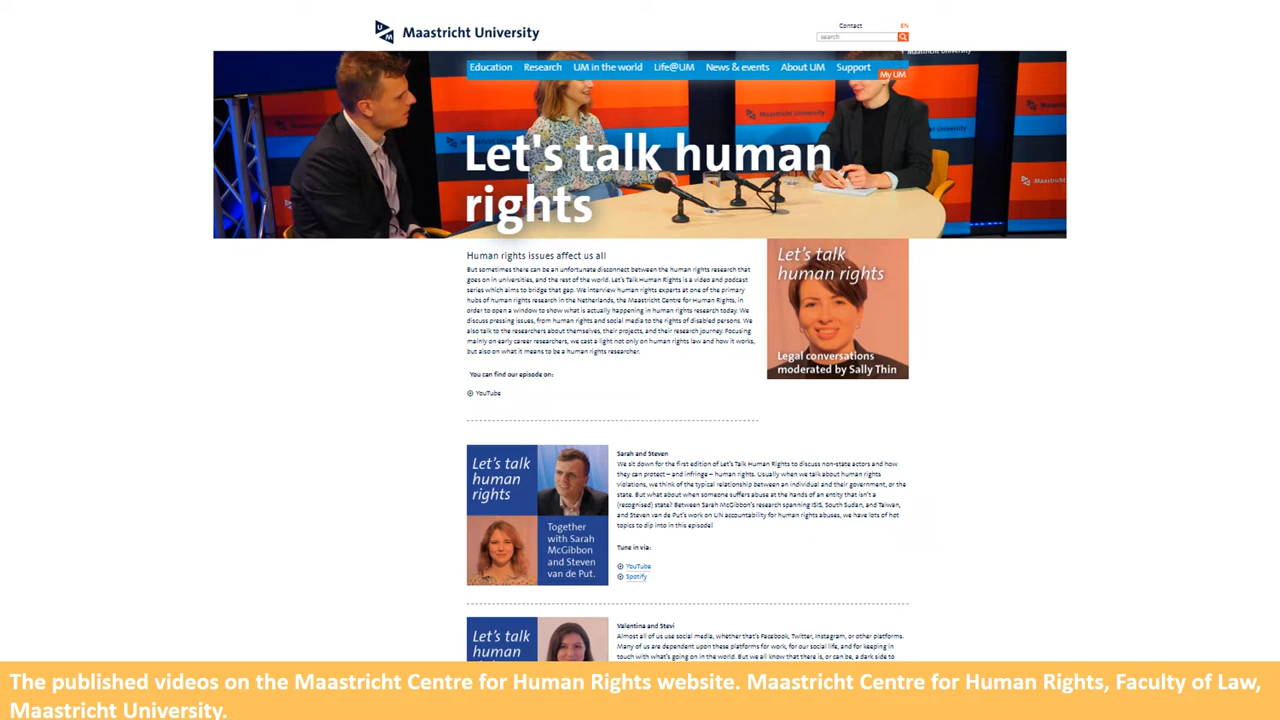 Maastricht University
Contact
EN
search
Education Research UM in the world Life@UM News & events About UM Support
My UM
Maastricht University
Let's talk human
rights
Human rights issues affect us all
But sometimes there can be an unfortunate disconnect between the human rights research that
goes on in universities, and the rest of the world. Let's Talk Human Rights is a video and podcast
series which aims to bridge that gap. We interview human rights experts at one of the primary
hubs of human rights research in the Netherlands, the Maastricht Centre for Human Rights, in
order to open a window to show what is actually happening in human rights research today. We
discuss pressing issues, from human rights and social media to the rights of disabled persons. We
also talk to the researchers about themselves, their projects, and their research journey. Focusing
mainly on early career researchers, we cast a light not only on human rights law and how it works,
but also on what it means to be a human rights researcher.
You can find our episode on:
YouTube
Let's talk
human rights
Legal conversations
moderated by Sally Thin
Let's talk
human
rights
Together
with Sarah
McGibbon
and Steven
van de Put.
Sarah and Steven
We sit down for the first edition of Let's Talk Human Rights to discuss non-state actors and how
they can protect – and infringe – human rights. Usually when we talk about human rights
violations, we think of the typical relationship between an individual and their government, or the
state. But what about when someone suffers abuse at the hands of an entity that isn't a
(recognised) state? Between Sarah McGibbon's research spanning ISIS, South Sudan, and Taiwan,
and Steven van de Put's work on UN accountability for human rights abuses, we have lots of hot
topics to dip into in this episode!
Tune in via:
YouTube
Spotify
Let's talk
human
Valentina and Stevi
Almost all of us use social media, whether that's Facebook, Twitter, Instagram, or other platforms.
Many of us are dependent upon these platforms for work, for our social life, and for keeping in
touch with what's going on in the world. But we all know that there is, or can be, a dark side to
The published videos on the Maastricht Centre for Human Rights website. Maastricht Centre for Human Rights, Faculty of Law,
Maastricht University.